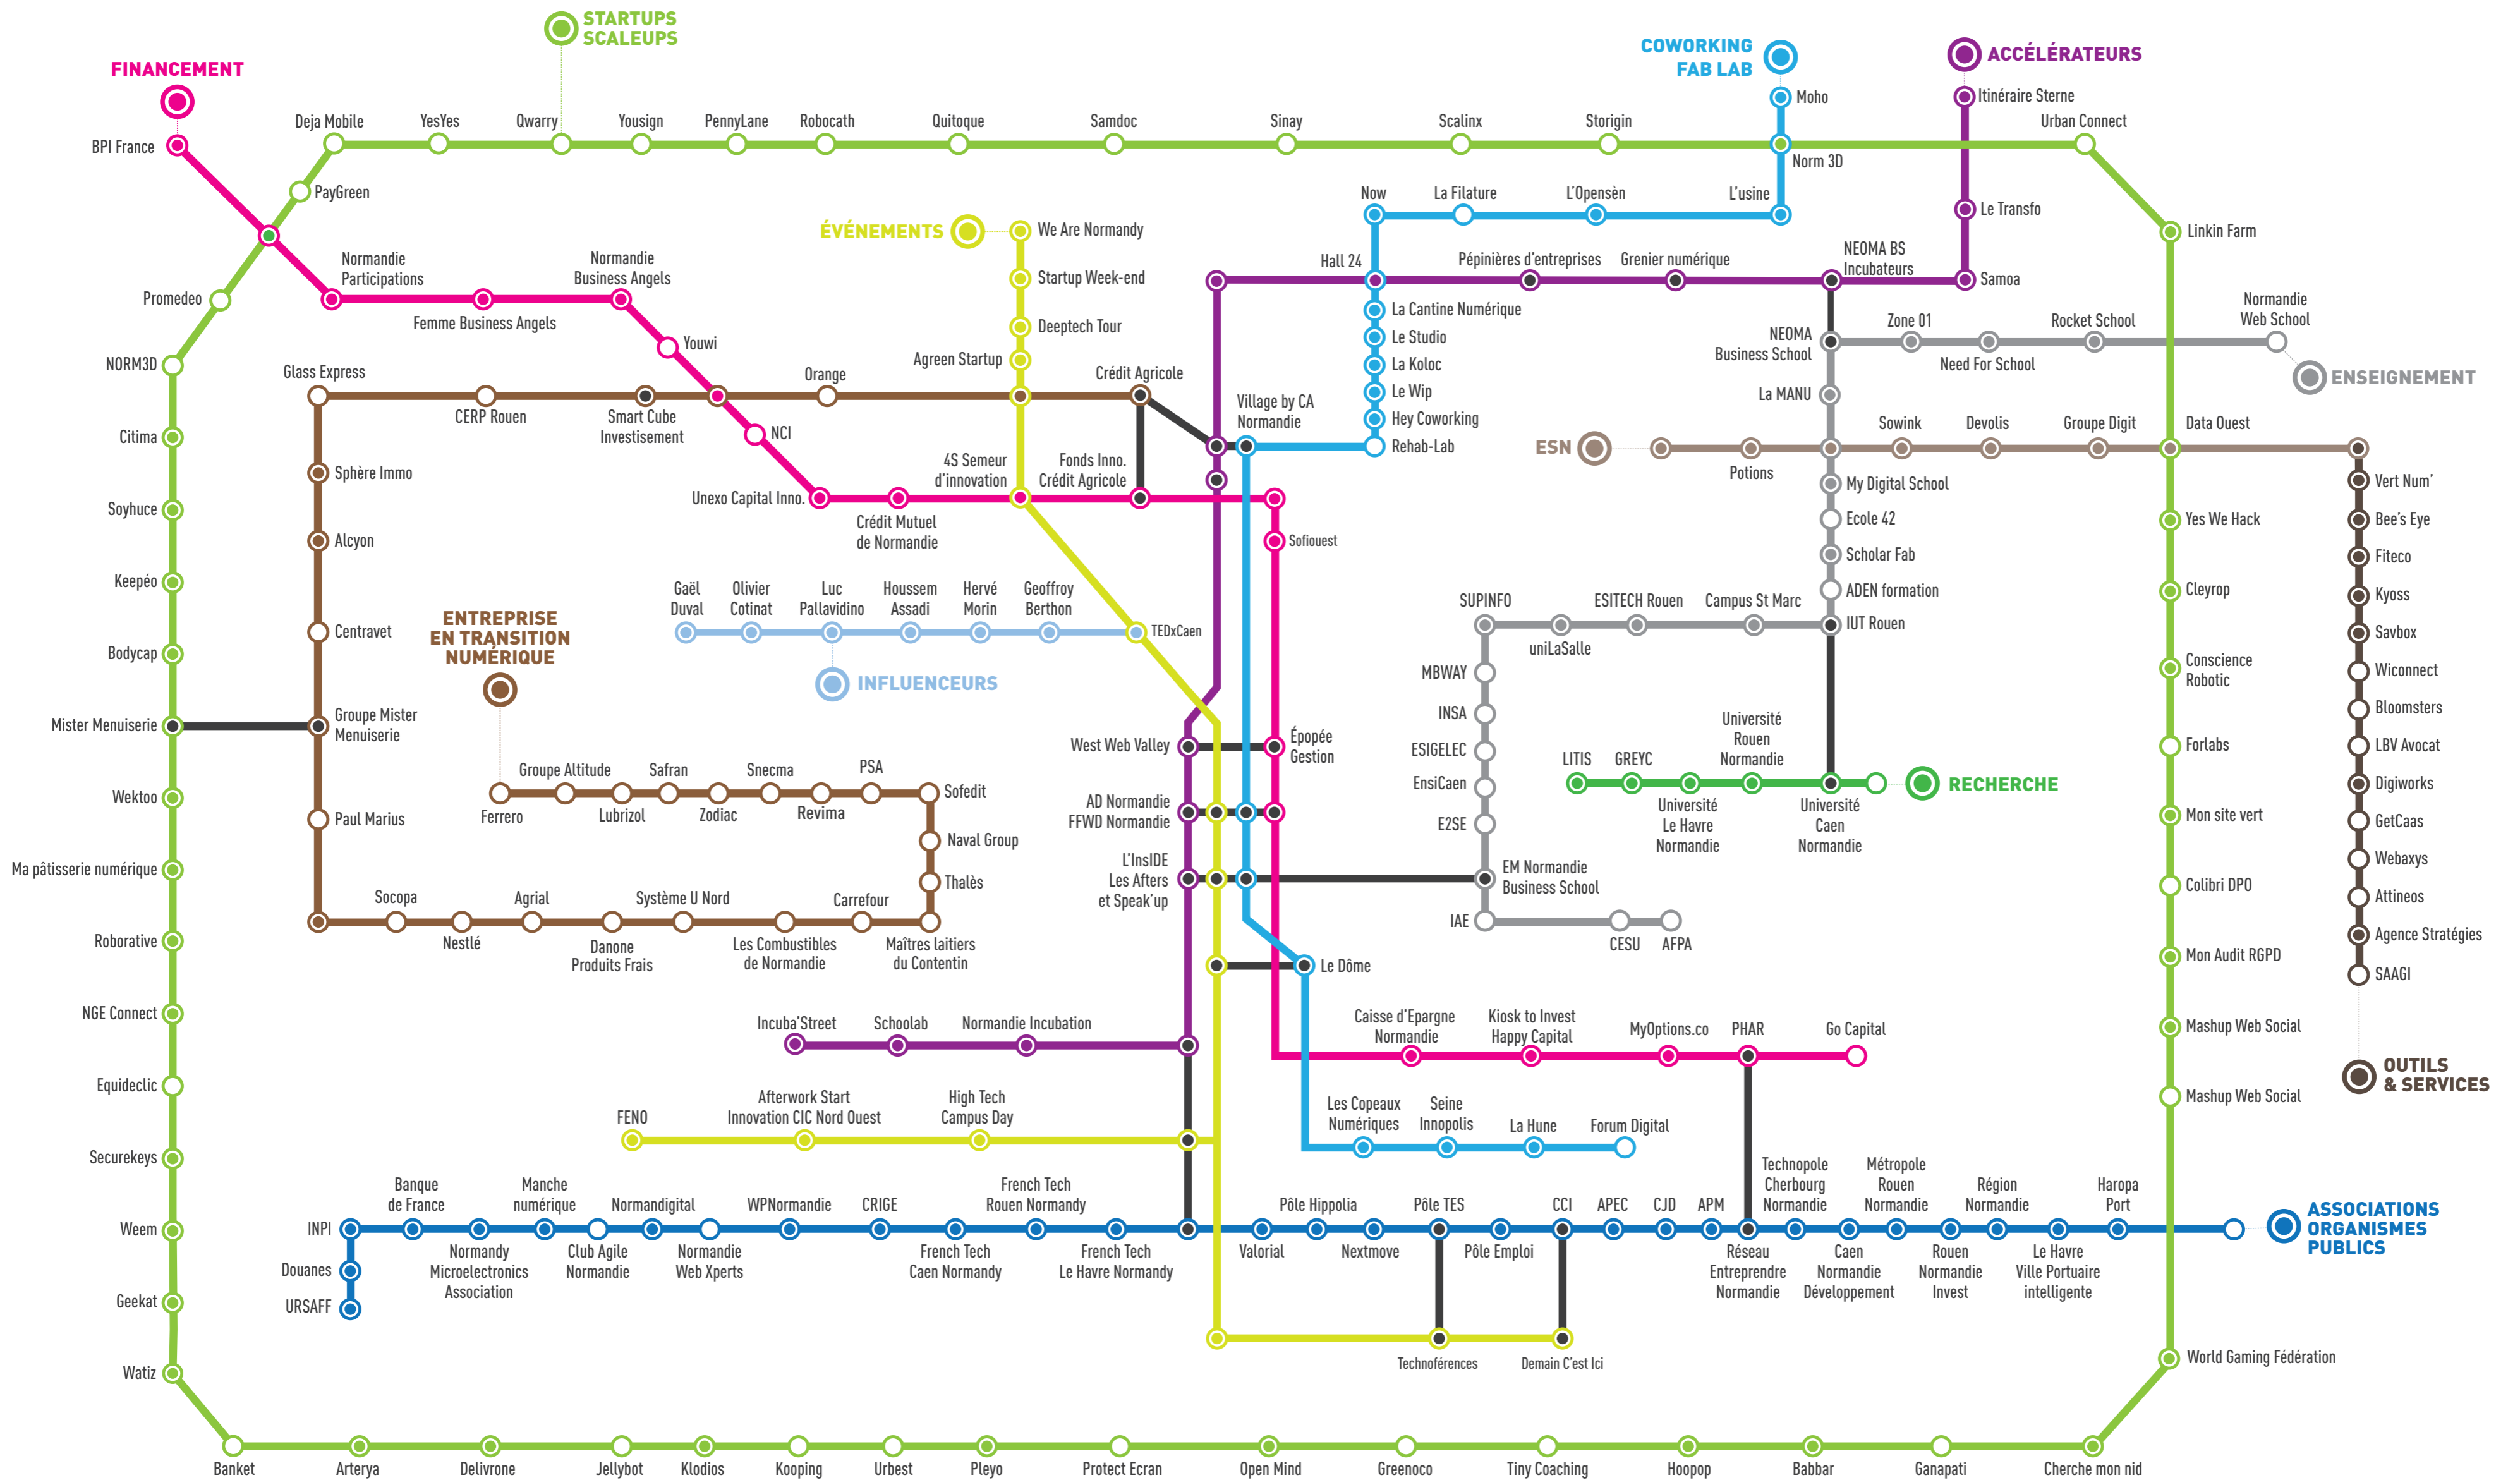 STARTUPS
SCALEUPS
FINANCEMENT
COWORKING
FAB LAB
ACCÉLÉRATEURS
Moho
Itinéraire Sterne
Deja Mobile
YesYes
Qwarry
Yousign
PennyLane
Robocath
Quitoque
Samdoc
Sinay
Scalinx
Storigin
Norm 3D
Urban Connect
BPI France
PayGreen
Now
La Filature
L'Opensèn
L'usine
Le Transfo
Linkin Farm
ÉVÉNEMENTS
We Are Normandy
Startup Week-end
Deeptech Tour
Agreen Startup
Promedeo
Normandie
Participations
Femme Business Angels
Normandie
Business Angels
Youwi
NCI
Hall 24
Pépinières d'entreprises
Grenier numérique
NEOMA BS
Incubateurs
Samoa
La Cantine Numérique
Le Studio
La Koloc
Le Wip
Hey Coworking
Rehab-Lab
NEOMA
Business School
Zone 01
Need For School
Rocket School
Normandie
Web School
ENSEIGNEMENT
La MANU
NORM3D
Glass Express
CERP Rouen
Smart Cube
Investisement
Orange
Crédit Agricole
Village by CA
Normandie
Citima
Sphère Immo
4S Semeur
d'innovation
Fonds Inno.
Crédit Agricole
ESN
Potions
Sowink
Devolis
Groupe Digit
Data Ouest
Soyhuce
Alcyon
Unexo Capital Inno.
Crédit Mutuel
de Normandie
Sofiouest
My Digital School
Ecole 42
Scholar Fab
ADEN formation
IUT Rouen
Yes We Hack
Vert Num'
Bee's Eye
Fiteco
Kyoss
Savbox
Wiconnect
Bloomsters
LBV Avocat
Digiworks
GetCaas
Webaxys
Attineos
Agence Stratégies
SAAGI
OUTILS
& SERVICES
Keepéo
Gaël
Duval
Olivier
Cotinat
Luc
Pallavidino
Houssem
Assadi
Hervé
Morin
Geoffroy
Berthon
TEDxCaen
INFLUENCEURS
SUPINFO
uniLaSalle
ESITECH Rouen
Campus St Marc
Cleyrop
Bodycap
Centravet
ENTREPRISE
EN TRANSITION
NUMÉRIQUE
MBWAY
INSA
ESIGELEC
EnsiCaen
E2SE
EM Normandie
Business School
IAE
CESU
AFPA
Conscience
Robotic
Mister Menuiserie
Groupe Mister
Menuiserie
West Web Valley
Épopée
Gestion
LITIS
GREYC
Université
Le Havre
Normandie
Université
Rouen
Normandie
Université
Caen
Normandie
RECHERCHE
Forlabs
Wektoo
Paul Marius
Ferrero
Groupe Altitude
Lubrizol
Safran
Zodiac
Snecma
Revima
PSA
Sofedit
Naval Group
Thalès
AD Normandie
FFWD Normandie
Mon site vert
Ma pâtisserie numérique
L'InsIDE
Les Afters
et Speak'up
Colibri DPO
Roborative
Socopa
Nestlé
Agrial
Danone
Produits Frais
Système U Nord
Les Combustibles
de Normandie
Carrefour
Maîtres laitiers
du Contentin
Le Dôme
Mon Audit RGPD
NGE Connect
Incuba'Street
Schoolab
Normandie Incubation
Caisse d'Epargne
Normandie
Kiosk to Invest
Happy Capital
MyOptions.co
PHAR
Go Capital
Mashup Web Social
Equideclic
FENO
Afterwork Start
Innovation CIC Nord Ouest
High Tech
Campus Day
Les Copeaux
Numériques
Seine
Innopolis
La Hune
Forum Digital
Mashup Web Social
Securekeys
Weem
INPI
Douanes
URSAFF
Banque
de France
Normandy
Microelectronics
Association
Manche
numérique
Club Agile
Normandie
Normandigital
Normandie
Web Xperts
WPNormandie
CRIGE
French Tech
Caen Normandy
French Tech
Rouen Normandy
French Tech
Le Havre Normandy
Valorial
Pôle Hippolia
Nextmove
Pôle TES
Pôle Emploi
CCI
APEC
CJD
APM
Réseau
Entreprendre
Normandie
Technopole
Cherbourg
Normandie
Caen
Normandie
Développement
Métropole
Rouen
Normandie
Rouen
Normandie
Invest
Région
Normandie
Le Havre
Ville Portuaire
intelligente
Haropa
Port
ASSOCIATIONS
ORGANISMES
PUBLICS
Geekat
Watiz
Technoférences
Demain C'est Ici
World Gaming Fédération
Banket
Arterya
Delivrone
Jellybot
Klodios
Kooping
Urbest
Pleyo
Protect Ecran
Open Mind
Greenoco
Tiny Coaching
Hoopop
Babbar
Ganapati
Cherche mon nid